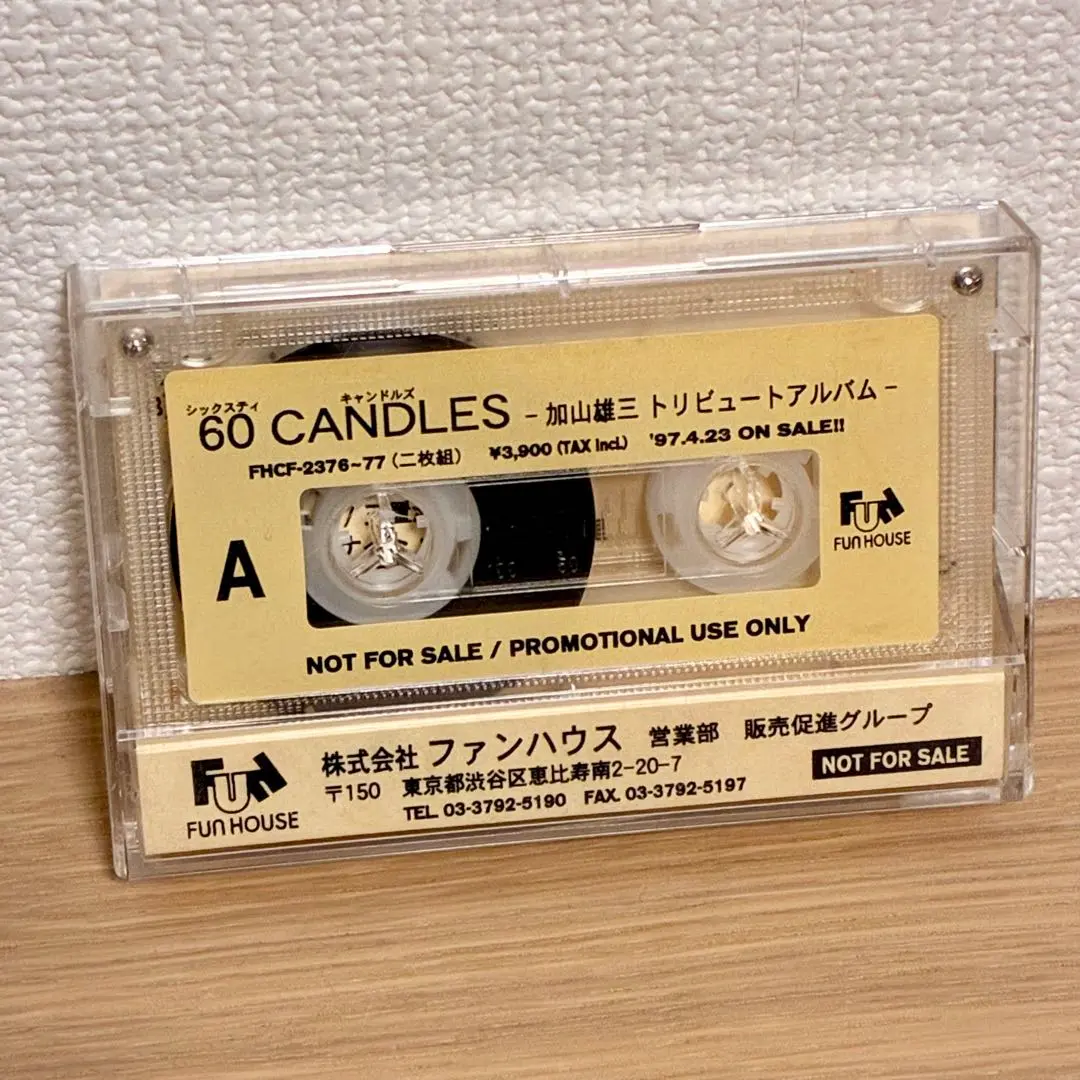 シックスティ キャンドルズ
60 CANDLES - 加山雄三 トリビュートアルバム -
FHCF-2376~77 (二枚組) ¥3,900 (TAX Incl.) '97.4.23 ON SALE!!
A
FUN
FUN HOUSE
NOT FOR SALE / PROMOTIONAL USE ONLY
FUN
FUN HOUSE
株式会社 ファンハウス 営業部 販売促進グループ
〒150 東京都渋谷区恵比寿南2-20-7
TEL. 03-3792-5190 FAX. 03-3792-5197
NOT FOR SALE